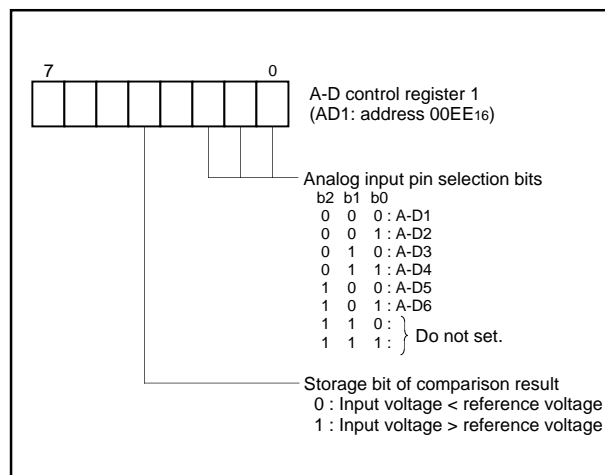 7 0
A-D control register 1
(AD1: address 00EE16)
Analog input pin selection bits
b2 b1 b0
0 0 0 : A-D1
0 0 1 : A-D2
0 1 0 : A-D3
0 1 1 : A-D4
1 0 0 : A-D5
1 0 1 : A-D6
1 1 0 :
1 1 1 :
Do not set.
Storage bit of comparison result
0 : Input voltage < reference voltage
1 : Input voltage > reference voltage